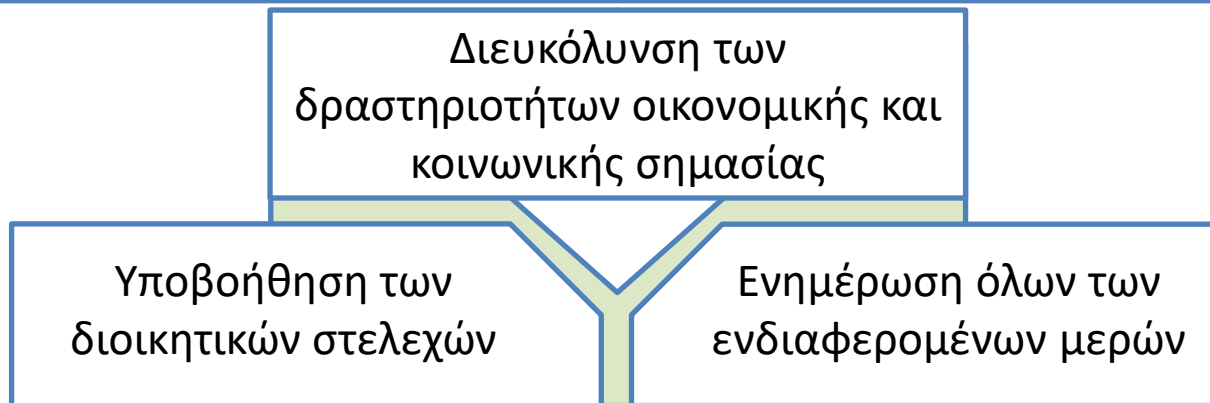 Διευκόλυνση των
δραστηριοτήτων οικονομικής και
κοινωνικής σημασίας
Υποβοήθηση των
διοικητικών στελεχών
Ενημέρωση όλων των
ενδιαφερομένων μερών